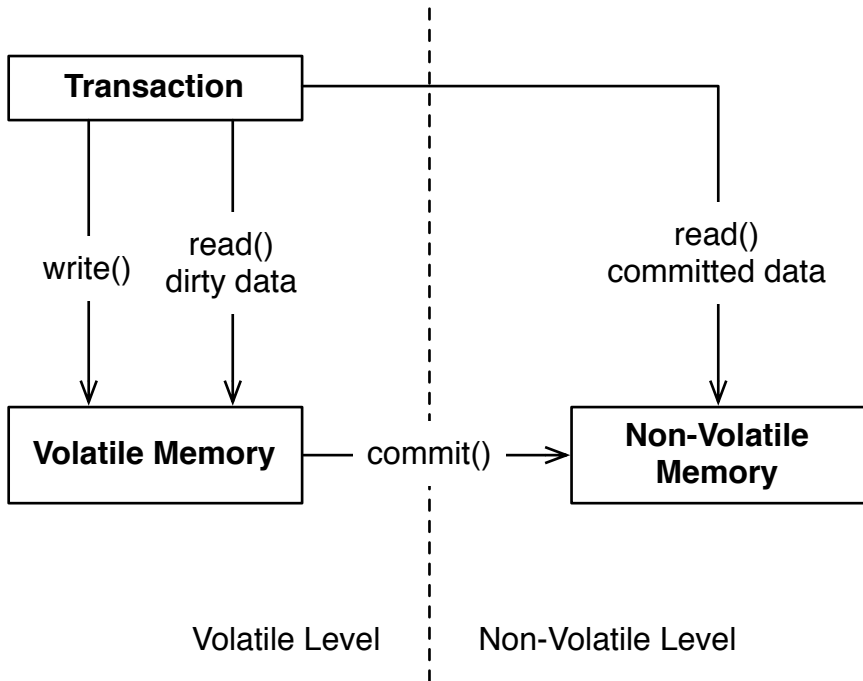 Transaction
write()
read()
dirty data
read()
committed data
Volatile Memory
commit()
Non-Volatile
Memory
Volatile Level
Non-Volatile Level